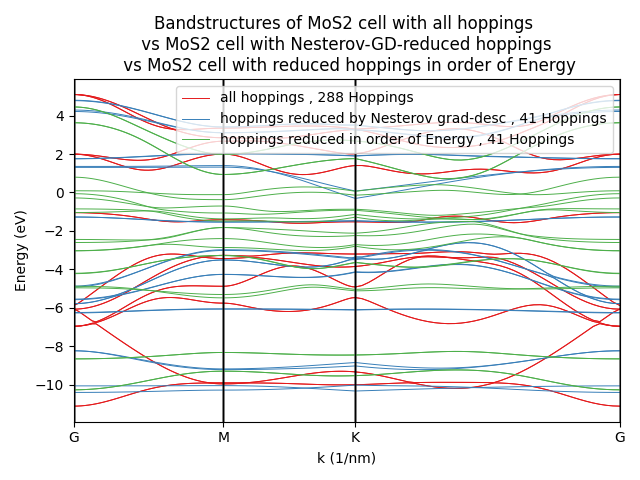 Bandstructures of MoS2 cell with all hoppings
vs MoS2 cell with Nesterov-GD-reduced hoppings
vs MoS2 cell with reduced hoppings in order of Energy
all hoppings , 288 Hoppings
hoppings reduced by Nesterov grad-desc , 41 Hoppings
hoppings reduced in order of Energy , 41 Hoppings
4
2
0
−2
−4
−6
−8
−10
Energy (eV)
G
M
K
G
k (1/nm)